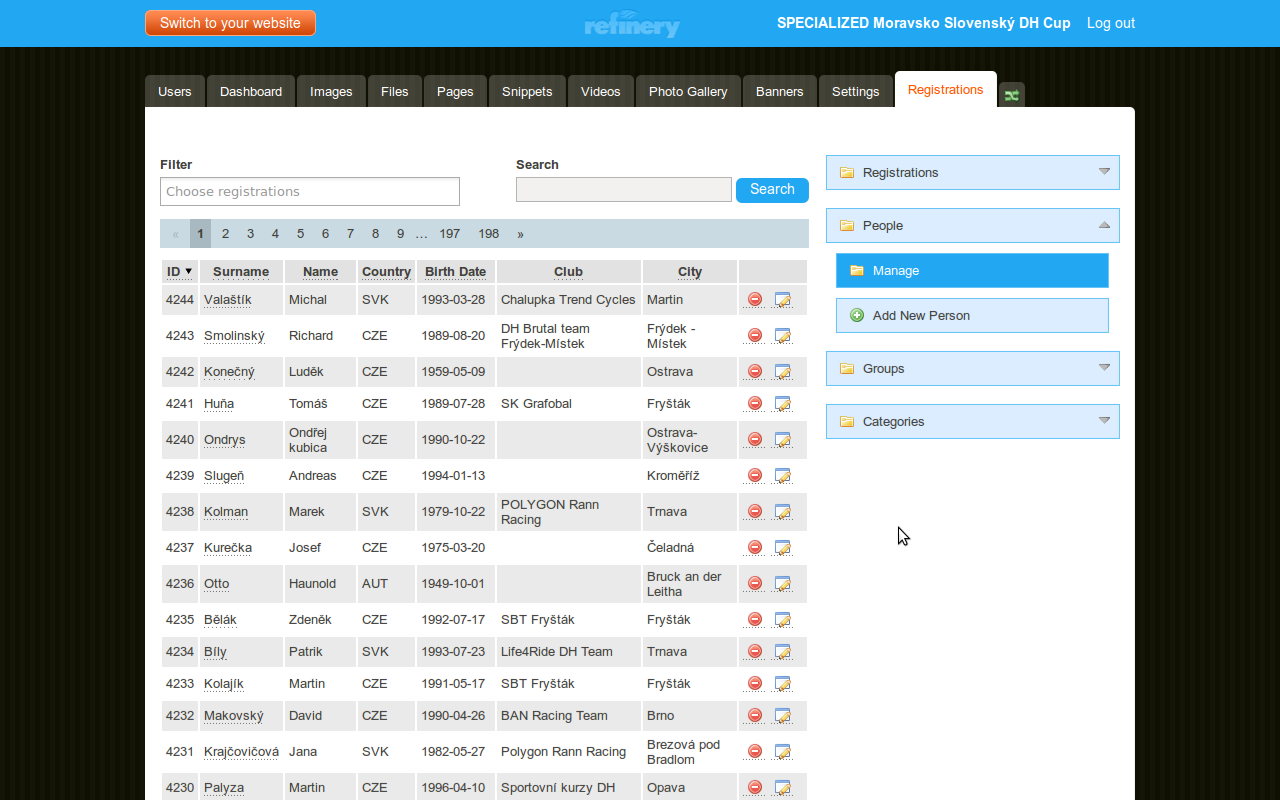 Switch to your website
refinery
SPECIALIZED Moravsko Slovenský DH Cup Log out
Users Dashboard Images Files Pages Snippets Videos Photo Gallery Banners Settings Registrations
Filter
Choose registrations
Search
Search
« 1 2 3 4 5 6 7 8 9 … 197 198 »
ID ▼ Surname Name Country Birth Date Club City
4244 Valaštík Michal SVK 1993-03-28 Chalupka Trend Cycles Martin
4243 Smolinský Richard CZE 1989-08-20 DH Brutal team Frýdek-Místek Frýdek - Místek
4242 Konečný Luděk CZE 1959-05-09 Ostrava
4241 Huňa Tomáš CZE 1989-07-28 SK Grafobal Fryšták
4240 Ondrys Ondřej kubica CZE 1990-10-22 Ostrava-Výškovice
4239 Slugeň Andreas CZE 1994-01-13 Kroměříž
4238 Kolman Marek SVK 1979-10-22 POLYGON Rann Racing Trnava
4237 Kurečka Josef CZE 1975-03-20 Čeladná
4236 Otto Haunold AUT 1949-10-01 Bruck an der Leitha
4235 Bělák Zdeněk CZE 1992-07-17 SBT Fryšták Fryšták
4234 Bíly Patrik SVK 1993-07-23 Life4Ride DH Team Trnava
4233 Kolajík Martin CZE 1991-05-17 SBT Fryšták Fryšták
4232 Makovský David CZE 1990-04-26 BAN Racing Team Brno
4231 Krajčovičová Jana SVK 1982-05-27 Polygon Rann Racing Brezová pod Bradlom
4230 Palyza Martin CZE 1996-04-10 Sportovní kurzy DH Opava
Registrations
People
Manage
Add New Person
Groups
Categories